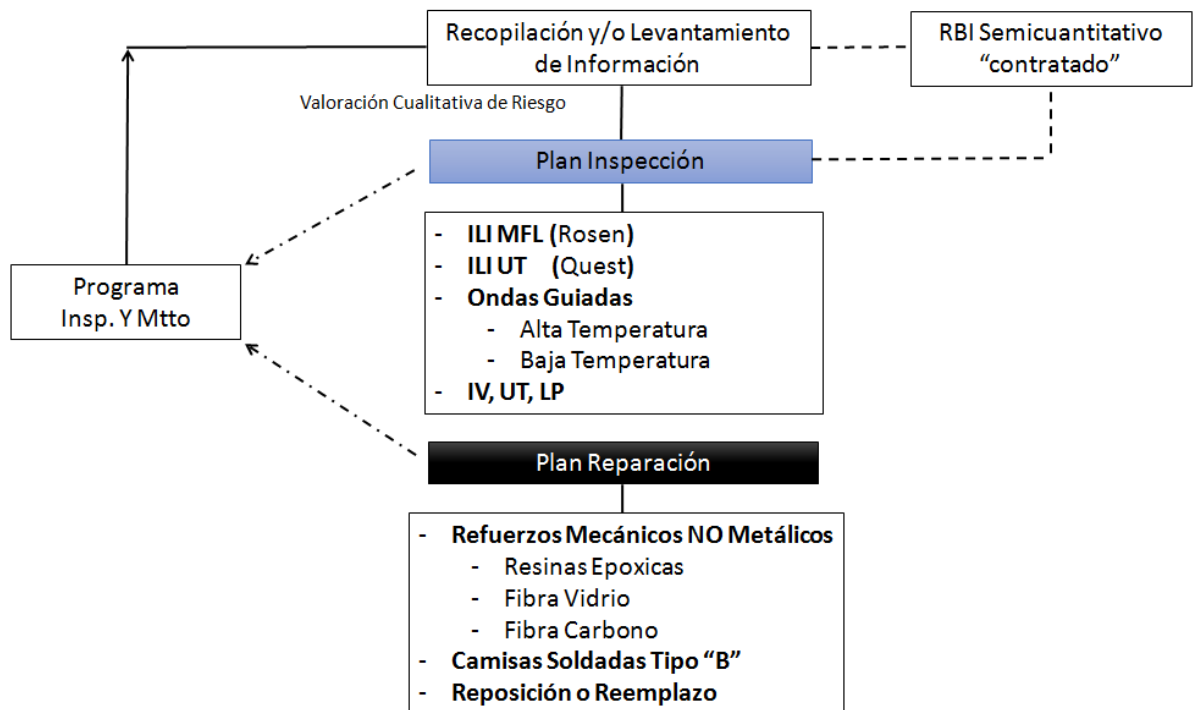 Recopilación y/o Levantamiento
de Información
RBI Semicuantitativo
“contratado”
Valoración Cualitativa de Riesgo
Plan Inspección
- ILI MFL (Rosen)
- ILI UT (Quest)
- Ondas Guiadas
- Alta Temperatura
- Baja Temperatura
- IV, UT, LP
Programa
Insp. Y Mtto
Plan Reparación
- Refuerzos Mecánicos NO Metálicos
- Resinas Epoxicas
- Fibra Vidrio
- Fibra Carbono
- Camisas Soldadas Tipo “B”
- Reposición o Reemplazo